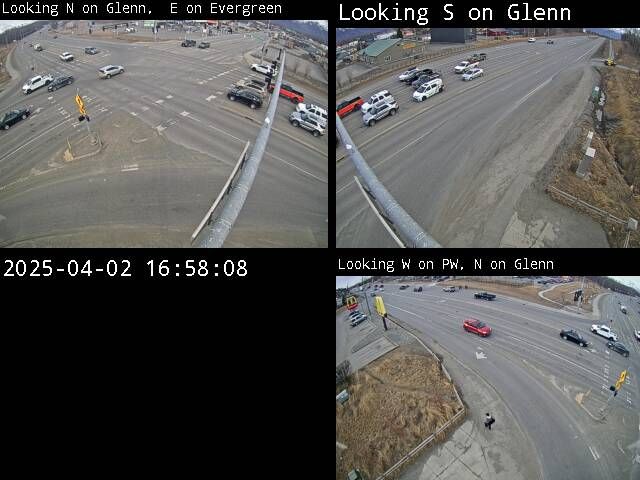 Looking N on Glenn,  E on Evergreen
Looking S on Glenn
2025-04-02 16:58:08
Looking W on PW, N on Glenn